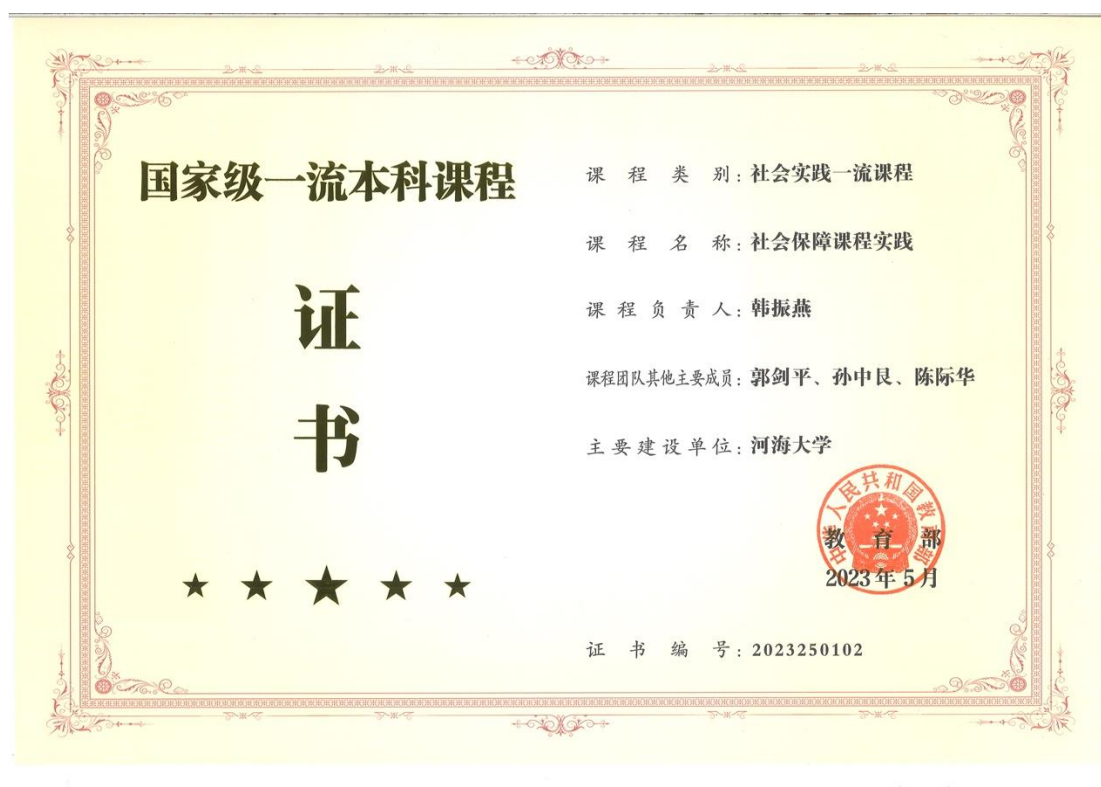 国家级一流本科课程
证
书
课程类别:社会实践一流课程
课程名称:社会保障课程实践
课程负责人:韩振燕
课程团队其他主要成员:郭剑平、孙中艮、陈际华
主要建设单位:河海大学
中华人民共和国教育部
教育部
2023年5月
证书编号:2023250102